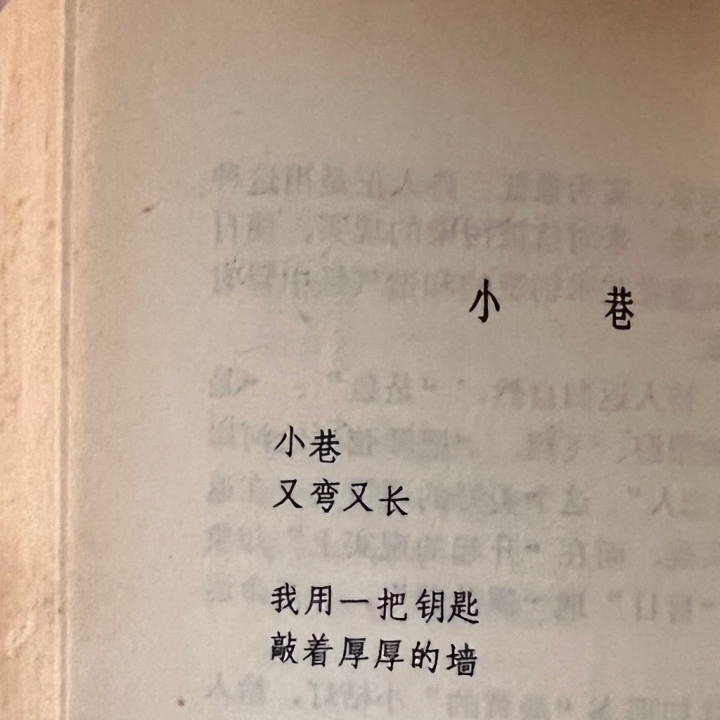 小 巷
小巷
又弯又长
我用一把钥匙
敲着厚厚的墙